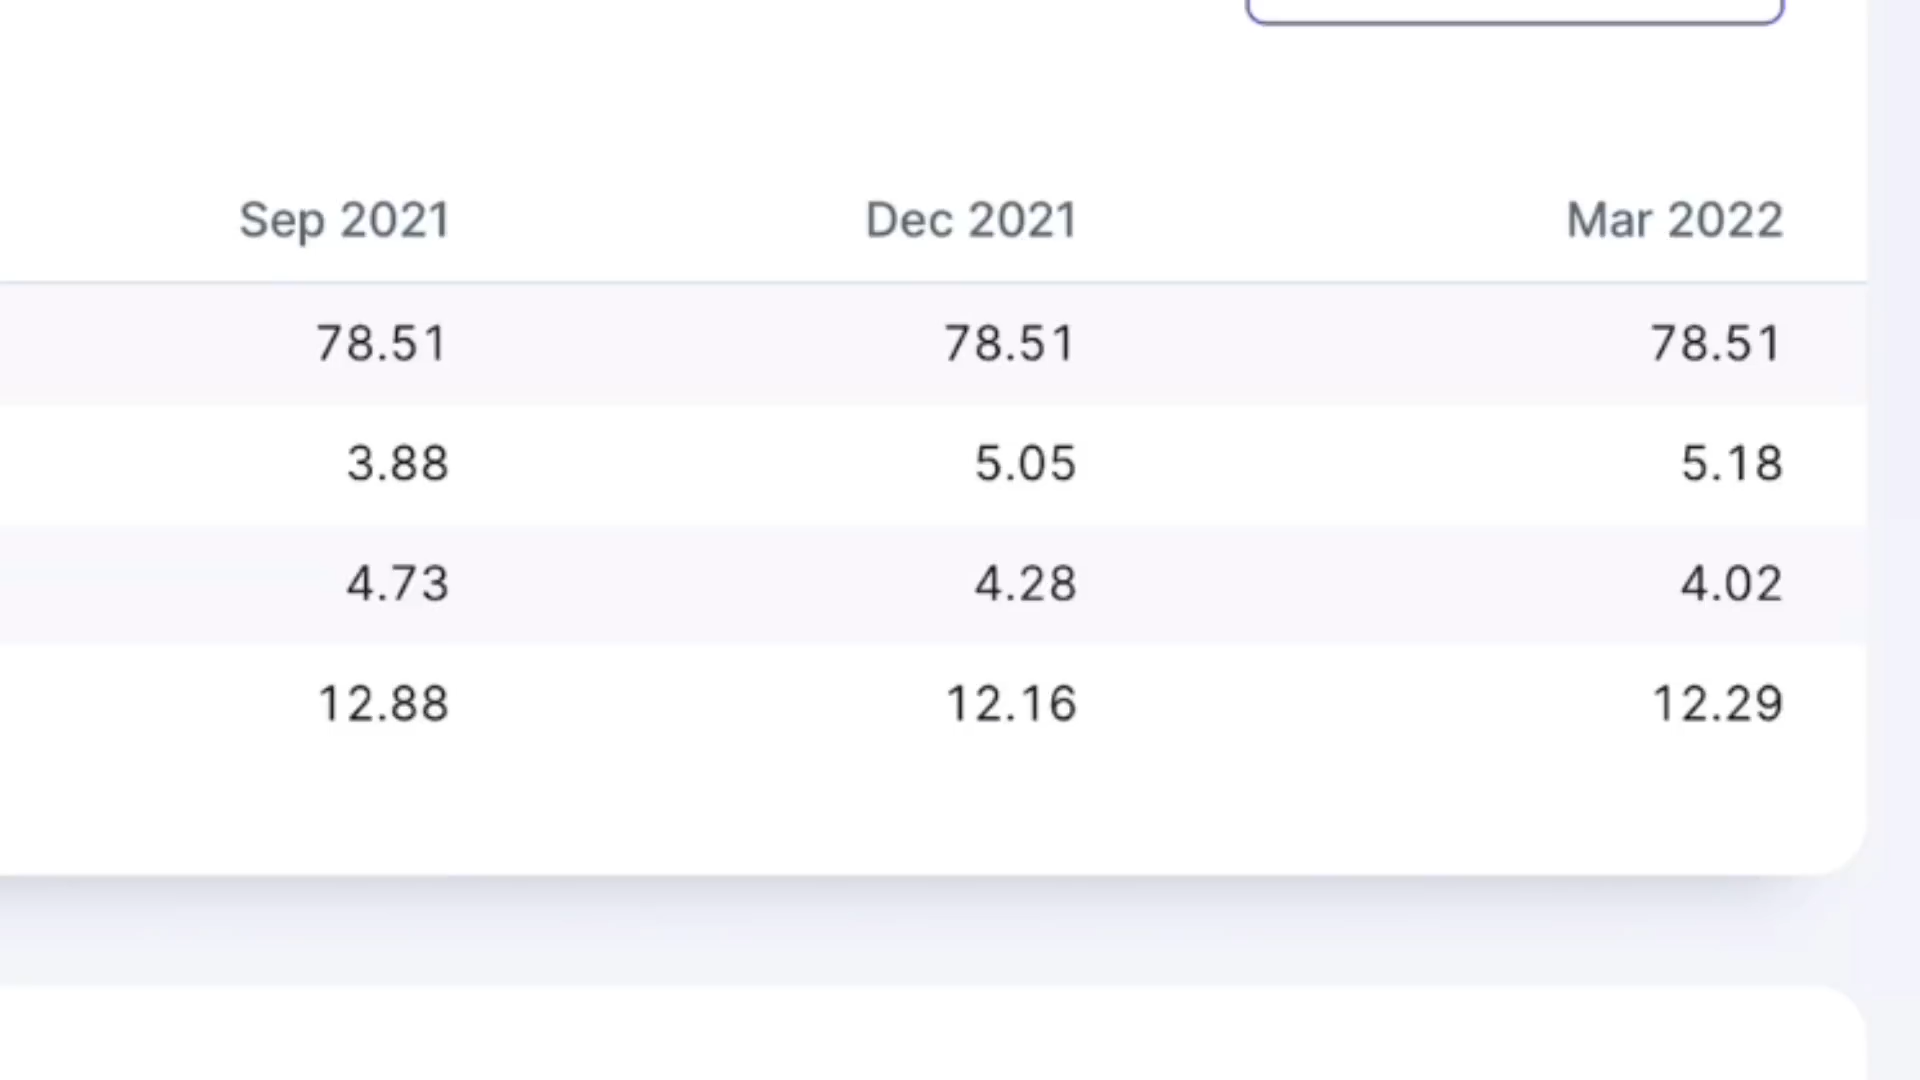 Sep 2021 Dec 2021 Mar 2022
78.51 78.51 78.51
3.88 5.05 5.18
4.73 4.28 4.02
12.88 12.16 12.29